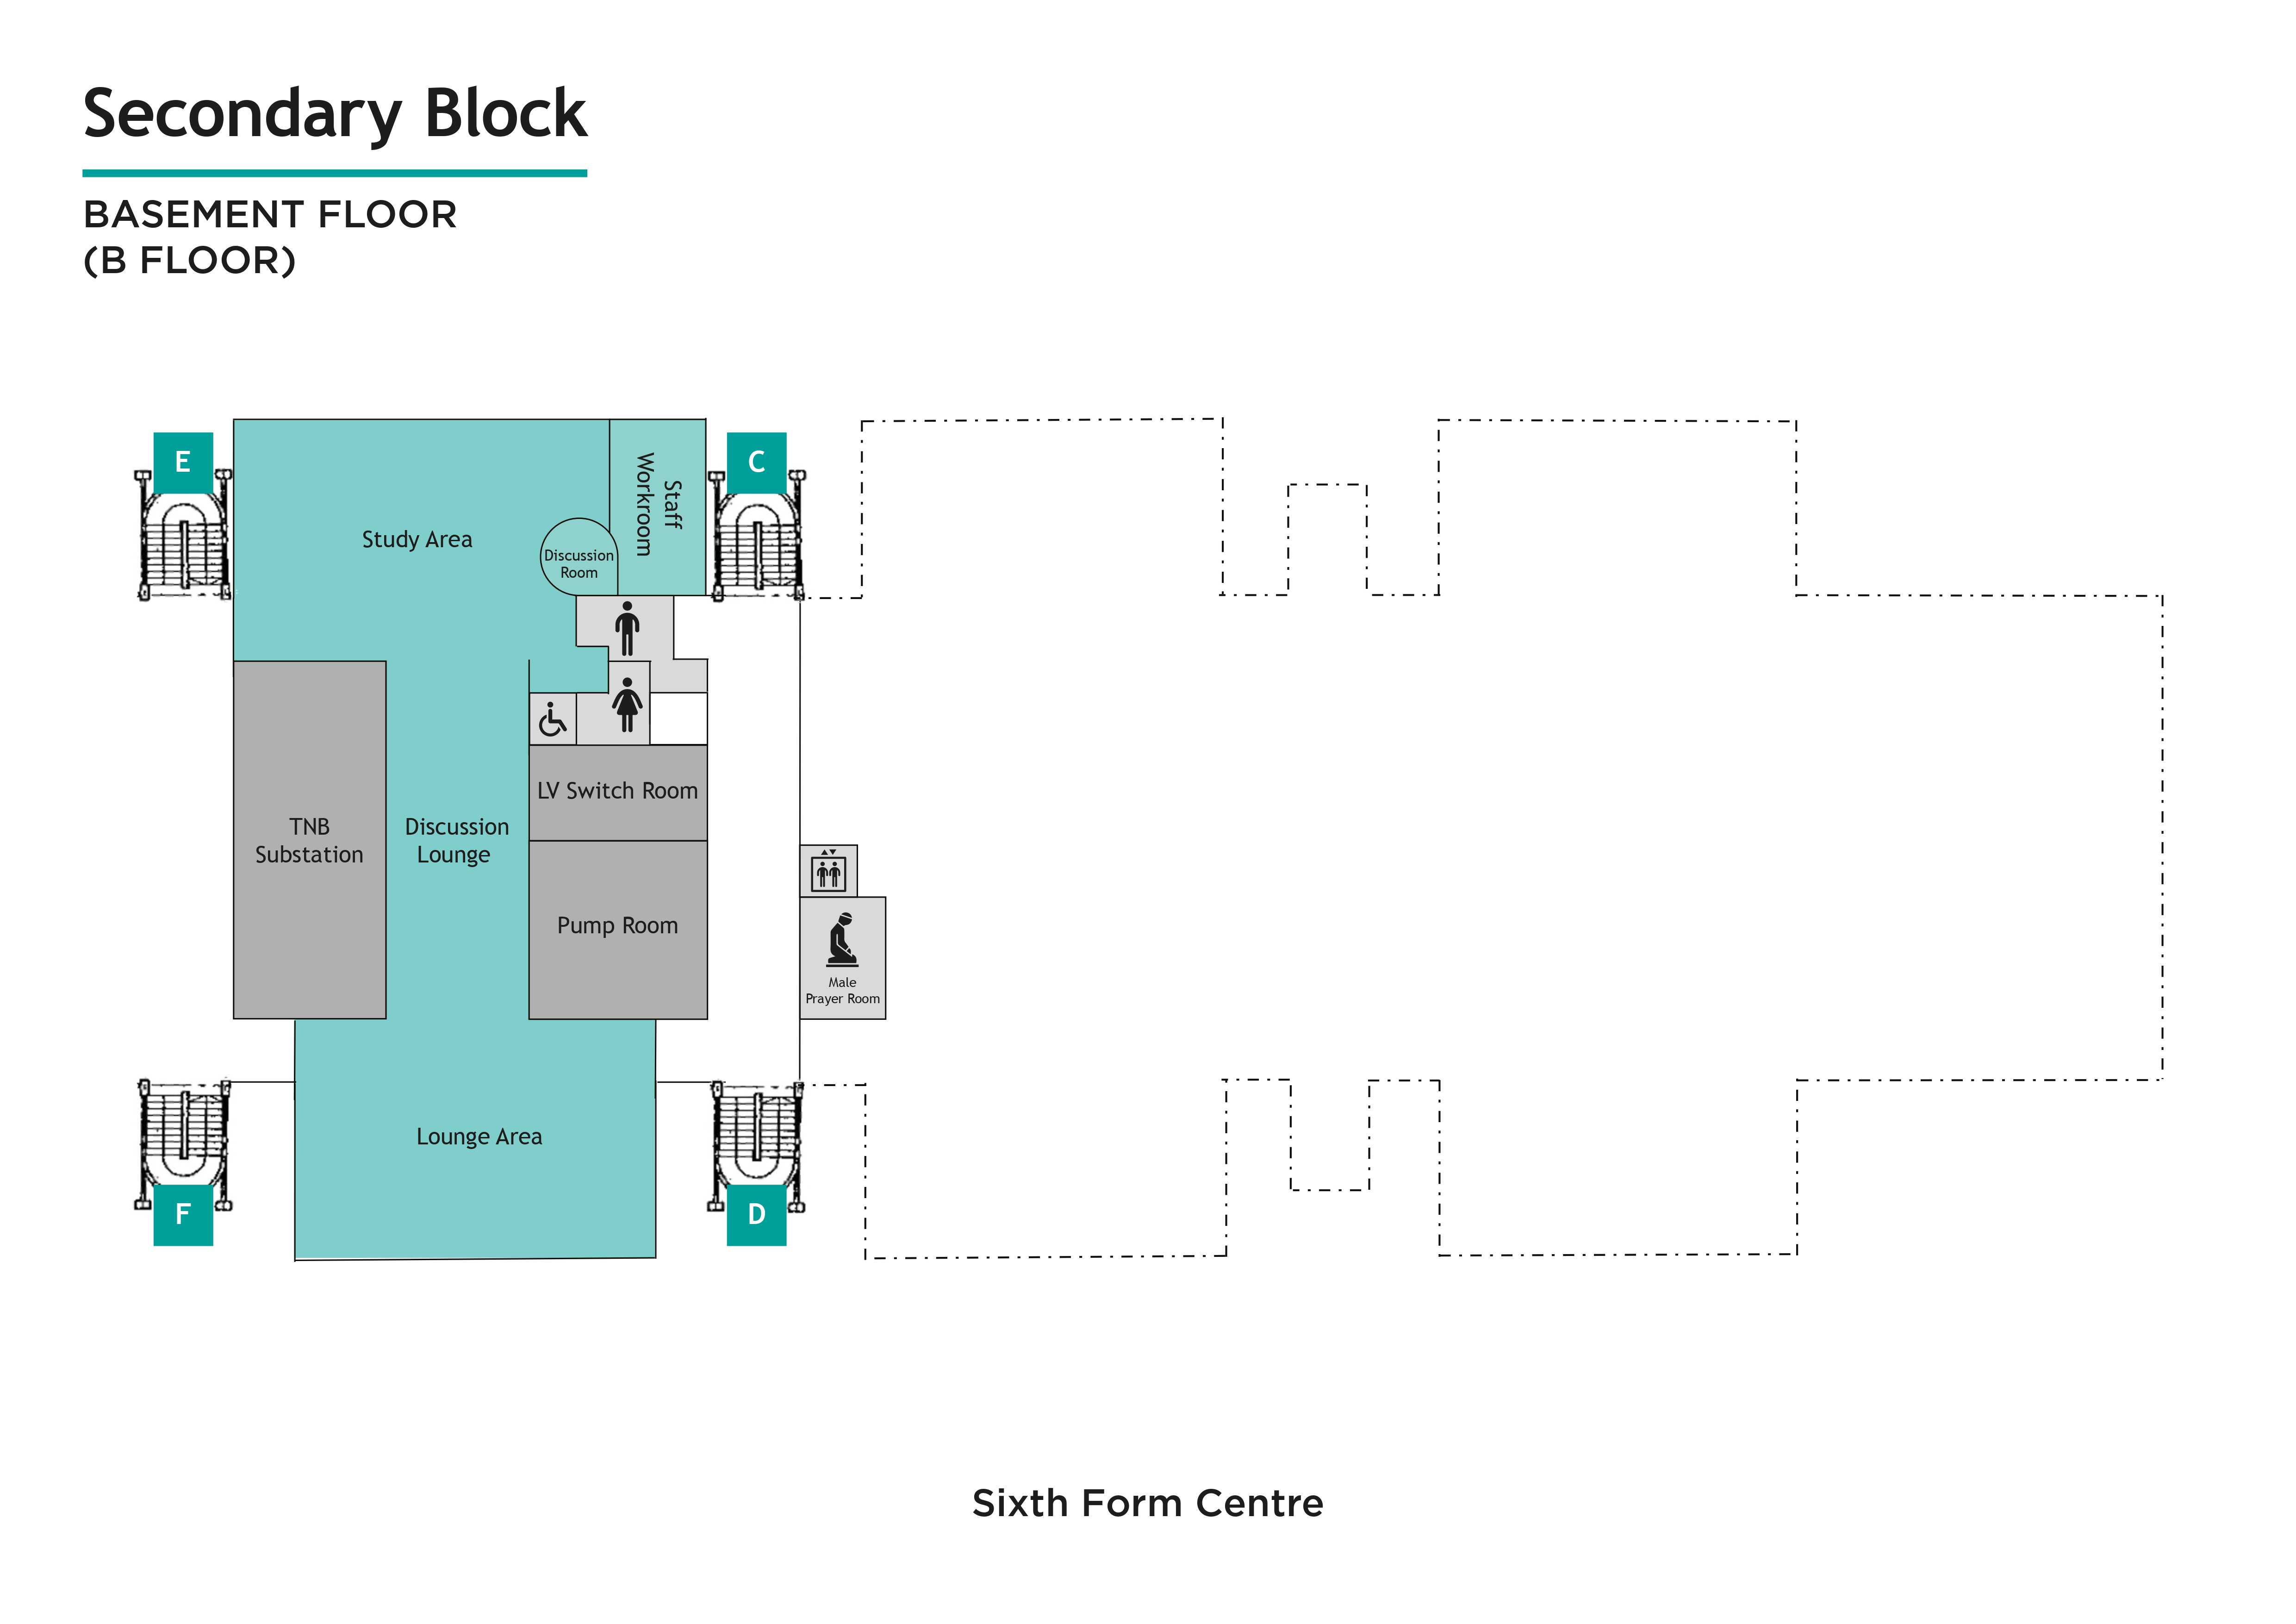 Secondary Block
BASEMENT FLOOR
(B FLOOR)
E
C
Staff
Workroom
Study Area
Discussion
Room
LV Switch Room
TNB
Substation
Discussion
Lounge
Pump Room
Male
Prayer Room
Lounge Area
F
D
Sixth Form Centre